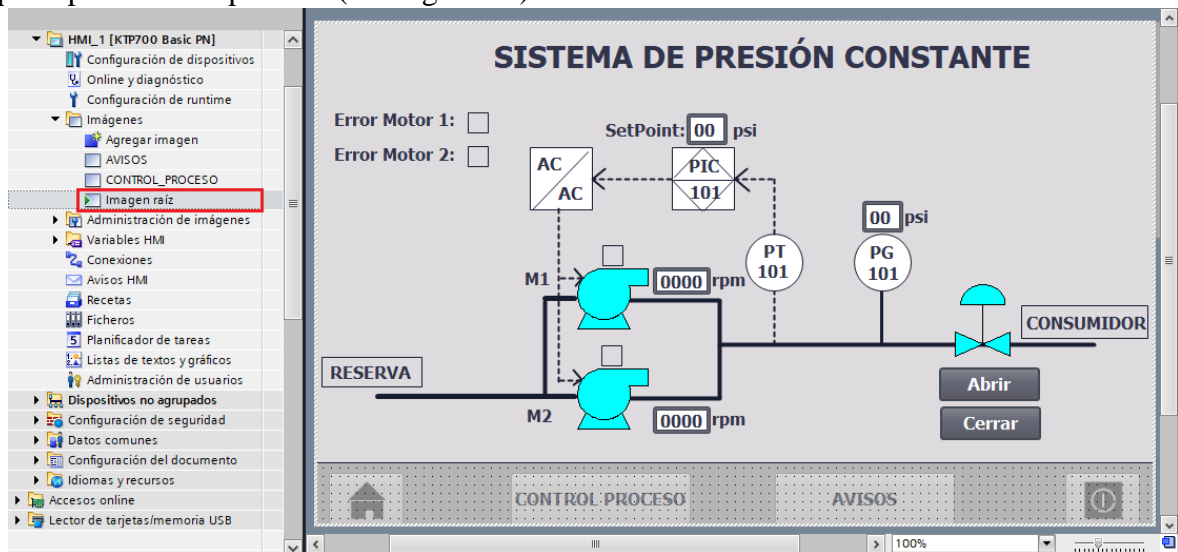 HMI_1 [KTP700 Basic PN]
Configuración de dispositivos
Online y diagnóstico
Configuración de runtime
Imágenes
Agregar imagen
AVISOS
CONTROL_PROCESO
Imagen raíz
Administración de imágenes
Variables HMI
Conexiones
Avisos HMI
Recetas
Ficheros
Planificador de tareas
Listas de textos y gráficos
Administración de usuarios
Dispositivos no agrupados
Configuración de seguridad
Datos comunes
Configuración del documento
Idiomas y recursos
Accesos online
Lector de tarjetas/memoria USB
SISTEMA DE PRESIÓN CONSTANTE
Error Motor 1:
Error Motor 2:
SetPoint: 00 psi
AC
AC
PIC
101
00 psi
PT
101
PG
101
M1
0000 rpm
CONSUMIDOR
RESERVA
Abrir
M2
0000 rpm
Cerrar
CONTROL PROCESO
AVISOS
100%